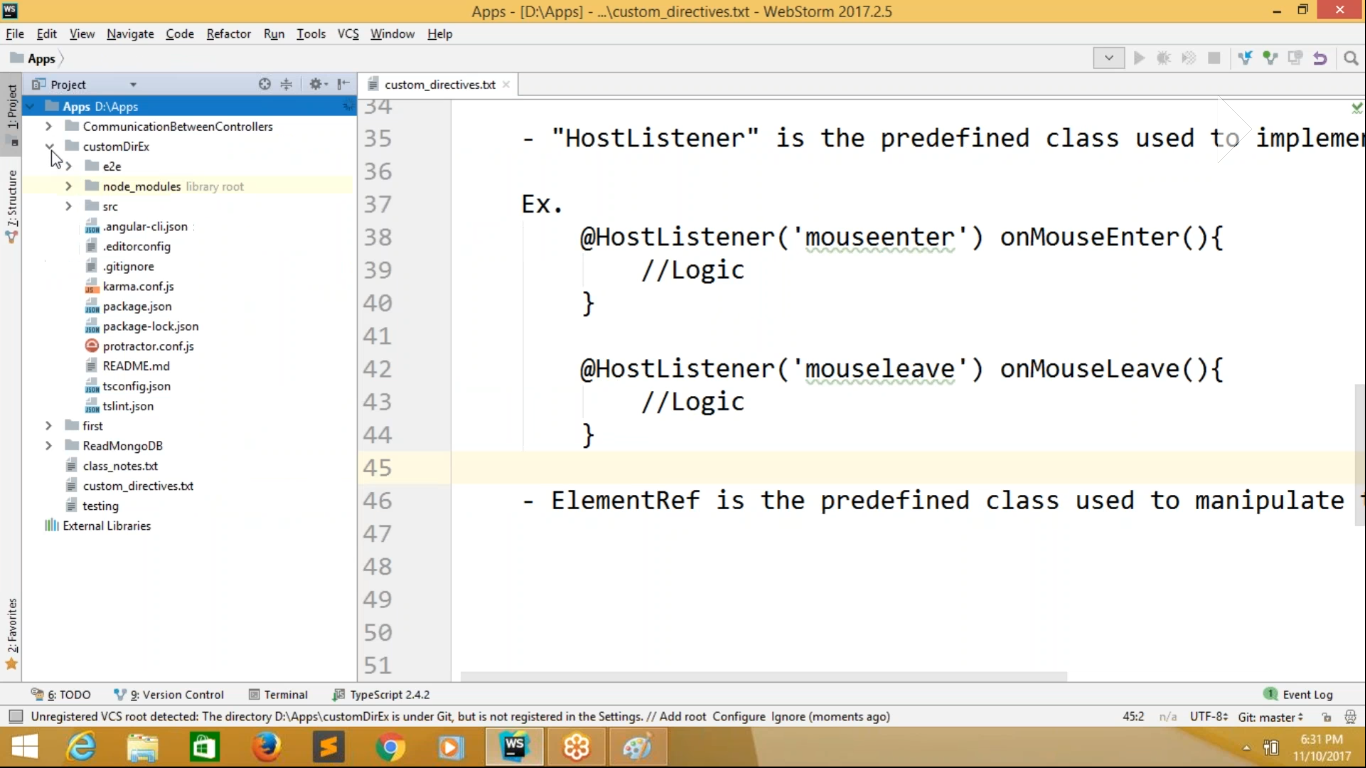 WS Apps - [D:\Apps] - ...\custom_directives.txt - WebStorm 2017.2.5
File Edit View Navigate Code Refactor Run Tools VCS Window Help
Apps
Project
custom_directives.txt
1: Project
Z: Structure
2: Favorites
Apps D:\Apps
CommunicationBetweenControllers
customDirEx
e2e
node_modules library root
src
.angular-cli.json
.editorconfig
.gitignore
karma.conf.js
package.json
package-lock.json
protractor.conf.js
README.md
tsconfig.json
tslint.json
first
ReadMongoDB
class_notes.txt
custom_directives.txt
testing
External Libraries
34
35 - "HostListener" is the predefined class used to implemen
36
37 Ex.
38 @HostListener('mouseenter') onMouseEnter(){
39 //Logic
40 }
41
42 @HostListener('mouseleave') onMouseLeave(){
43 //Logic
44 }
45
46 - ElementRef is the predefined class used to manipulate
47
48
49
50
51
6: TODO 9: Version Control Terminal TypeScript 2.4.2 1 Event Log
Unregistered VCS root detected: The directory D:\Apps\customDirEx is under Git, but is not registered in the Settings. // Add root Configure Ignore (moments ago) 45:2 n/a UTF-8 Git: master
WS
6:31 PM
11/10/2017